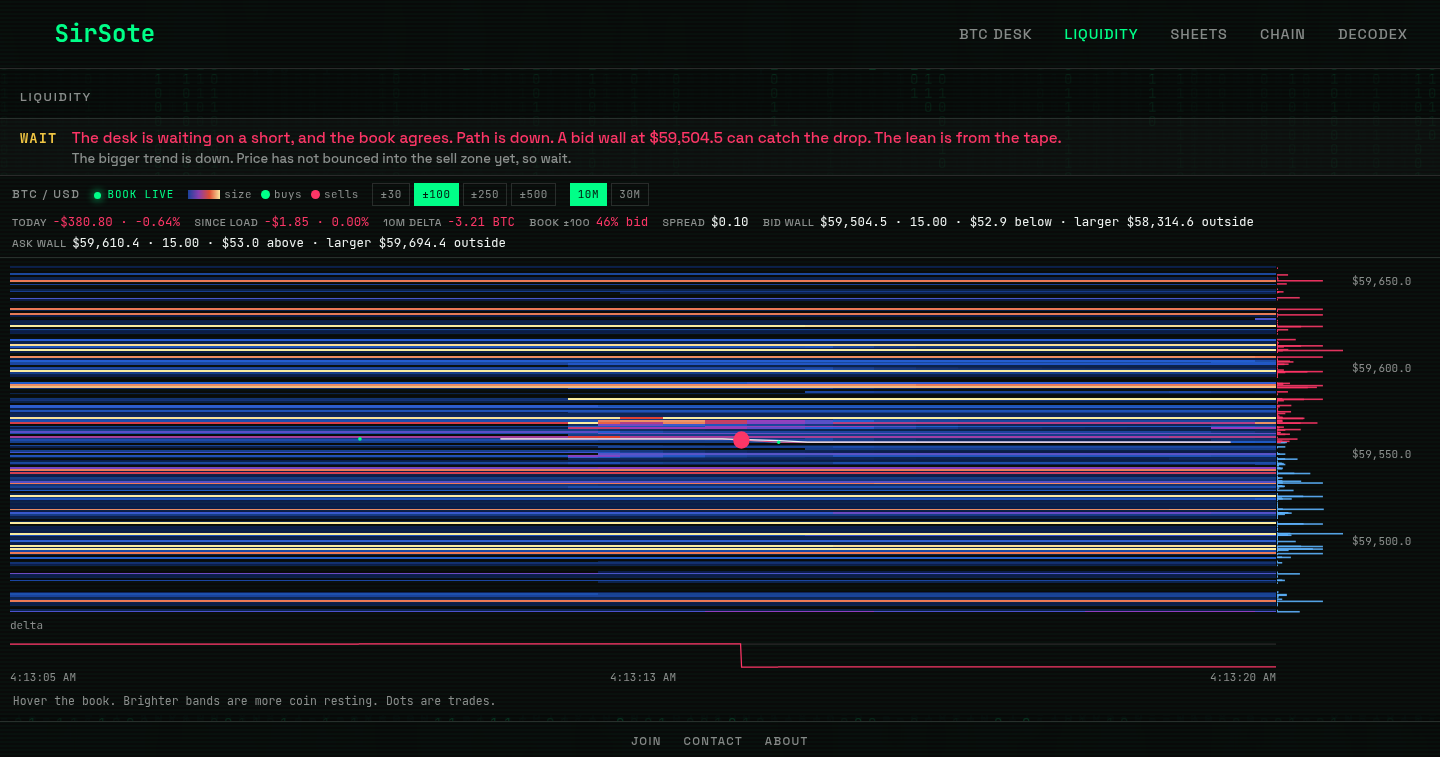 SirSote
BTC DESK LIQUIDITY SHEETS CHAIN DECODEX
LIQUIDITY
WAIT The desk is waiting on a short, and the book agrees. Path is down. A bid wall at $59,504.5 can catch the drop. The lean is from the tape.
The bigger trend is down. Price has not bounced into the sell zone yet, so wait.
BTC / USD BOOK LIVE size buys sells ±30 ±100 ±250 ±500 10M 30M
TODAY -$380.80 · -0.64% SINCE LOAD -$1.85 · 0.00% 10M DELTA -3.21 BTC BOOK ±100 46% bid SPREAD $0.10 BID WALL $59,504.5 · 15.00 · $52.9 below · larger $58,314.6 outside
ASK WALL $59,610.4 · 15.00 · $53.0 above · larger $59,694.4 outside
$59,650.0
$59,600.0
$59,550.0
$59,500.0
delta
4:13:05 AM 4:13:13 AM 4:13:20 AM
Hover the book. Brighter bands are more coin resting. Dots are trades.
JOIN CONTACT ABOUT